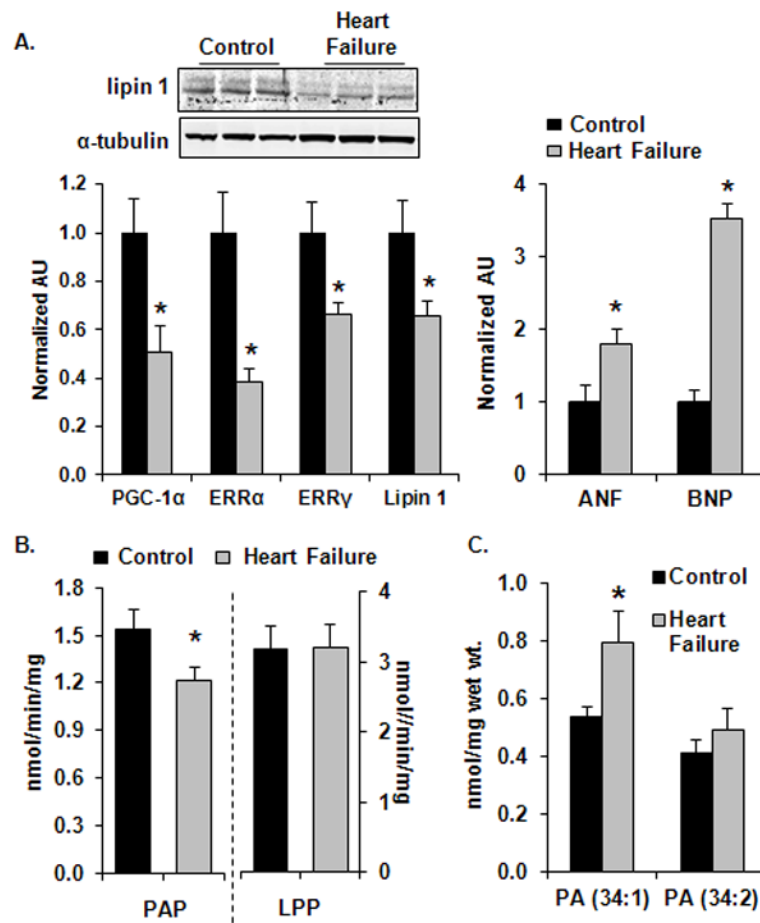 A.
Control
Heart
Failure
lipin 1
α-tubulin
Control
Heart Failure
Normalized AU
1.2
1.0
0.8
0.6
0.4
0.2
0.0
*
*
*
*
PGC-1α ERRα ERRγ Lipin 1
Normalized AU
4
3
2
1
0
*
*
ANF BNP
B.
Control Heart Failure
nmol/min/mg
1.8
1.5
1.2
0.9
0.6
0.3
0.0
*
4
3
2
1
0
nmol//min/mg
PAP LPP
C.
Control
Heart
Failure
nmol/mg wet wt.
1.0
0.8
0.6
0.4
0.2
0.0
*
PA (34:1) PA (34:2)